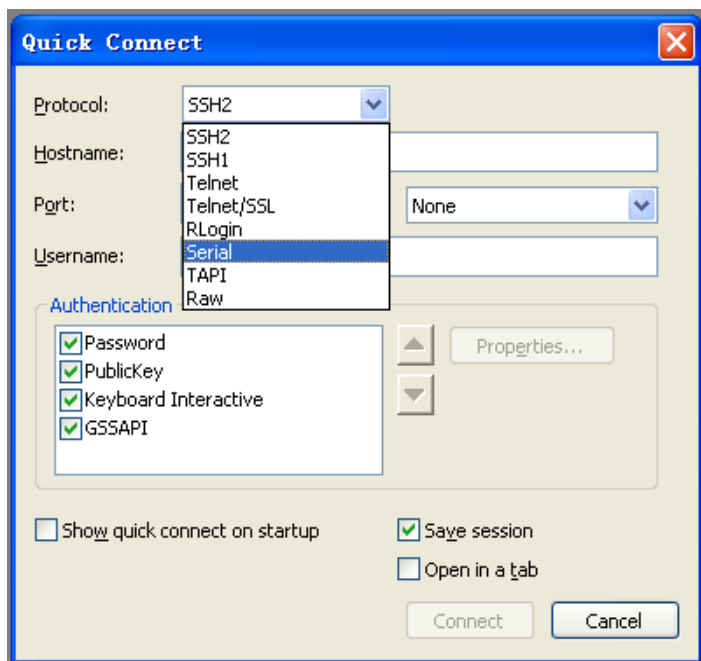 Quick Connect
Protocol: SSH2
SSH2
Hostname:
SSH1
Telnet
Port: Telnet/SSL None
RLogin
Username: Serial
TAPI
Raw
Authentication
Password
PublicKey Properties...
Keyboard Interactive
GSSAPI
Show quick connect on startup Save session
Open in a tab
Connect Cancel